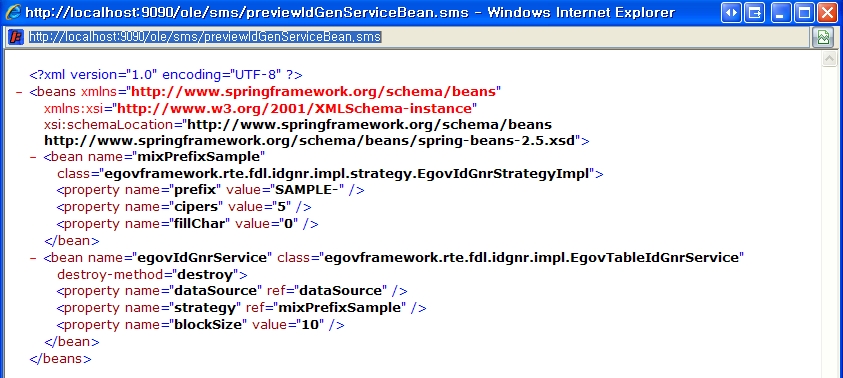 http://localhost:9090/ole/sms/previewIdGenServiceBean.sms - Windows Internet Explorer
http://localhost:9090/ole/sms/previewIdGenServiceBean.sms
<?xml version="1.0" encoding="UTF-8" ?>
- <beans xmlns="http://www.springframework.org/schema/beans"
xmlns:xsi="http://www.w3.org/2001/XMLSchema-instance"
xsi:schemaLocation="http://www.springframework.org/schema/beans
http://www.springframework.org/schema/beans/spring-beans-2.5.xsd">
- <bean name="mixPrefixSample"
class="egovframework.rte.fdl.idgnr.impl.strategy.EgovIdGnrStrategyImpl">
<property name="prefix" value="SAMPLE-" />
<property name="cipers" value="5" />
<property name="fillChar" value="0" />
</bean>
- <bean name="egovIdGnrService" class="egovframework.rte.fdl.idgnr.impl.EgovTableIdGnrService"
destroy-method="destroy">
<property name="dataSource" ref="dataSource" />
<property name="strategy" ref="mixPrefixSample" />
<property name="blockSize" value="10" />
</bean>
</beans>